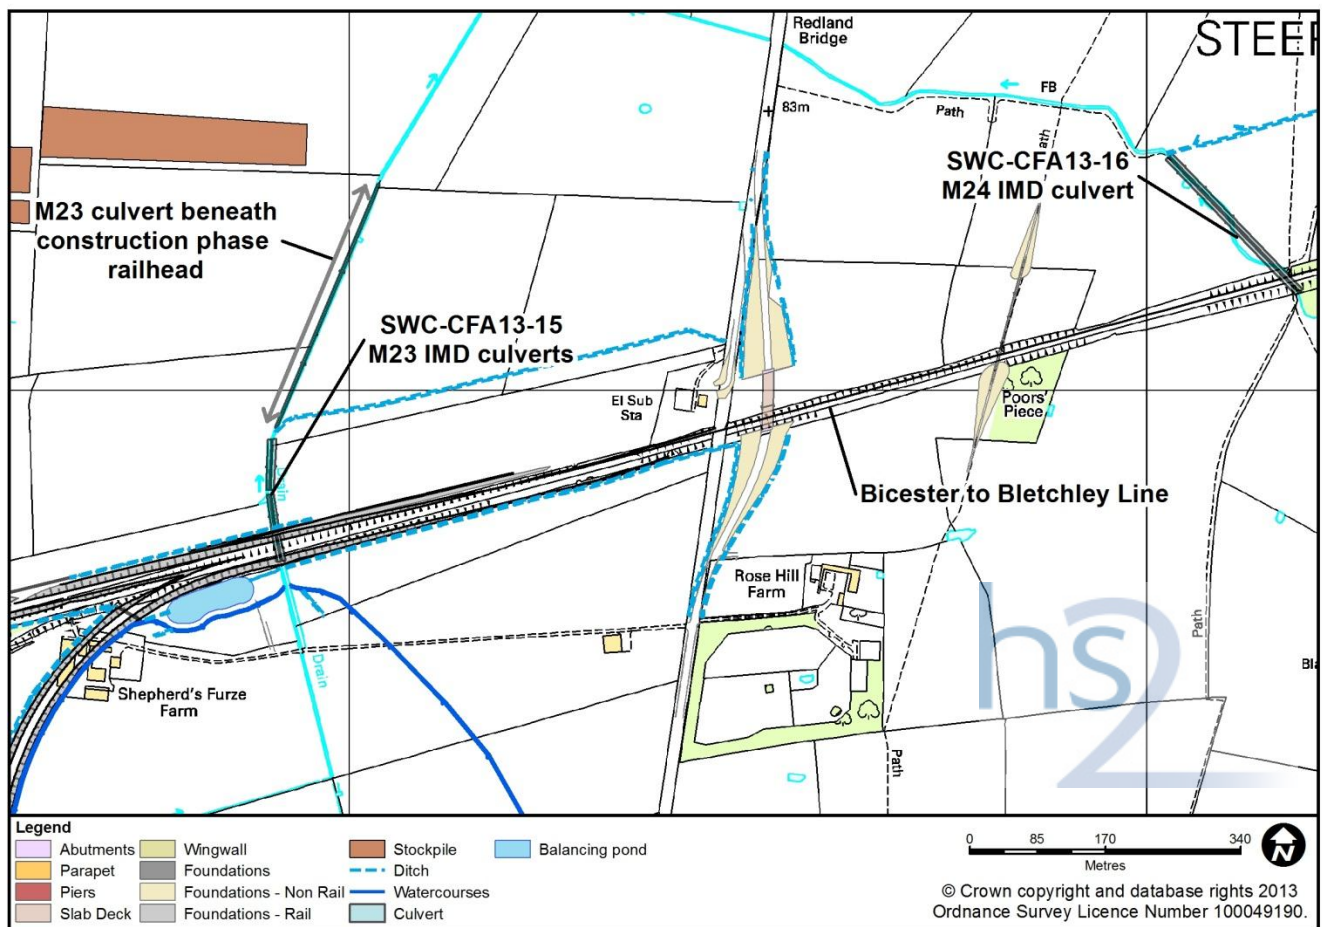 Redland
Bridge
STEEP
83m
FB
Path
ath
SWC-CFA13-16
M24 IMD culvert
M23 culvert beneath
construction phase
railhead
SWC-CFA13-15
M23 IMD culverts
El Sub
Sta
Poors'
Piece
Drain
Bicester to Bletchley Line
Rose Hill
Farm
Path
Bla
Shepherd's Furze
Farm
Drain
Path
hs2
Legend
Abutments
Parapet
Piers
Slab Deck
Wingwall
Foundations
Foundations - Non Rail
Foundations - Rail
Stockpile
Ditch
Watercourses
Culvert
Balancing pond
0 85 170 340
Metres
N
© Crown copyright and database rights 2013
Ordnance Survey Licence Number 100049190.